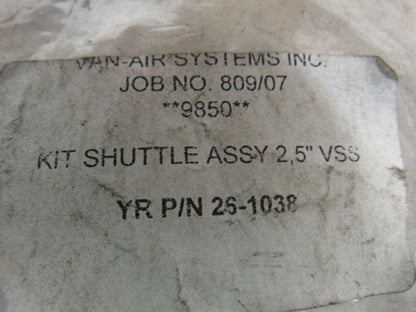 VAN-AIR SYSTEMS INC.
JOB NO. 809/07
**9850**
KIT SHUTTLE ASSY 2,5" VSS
YR P/N 26-1038